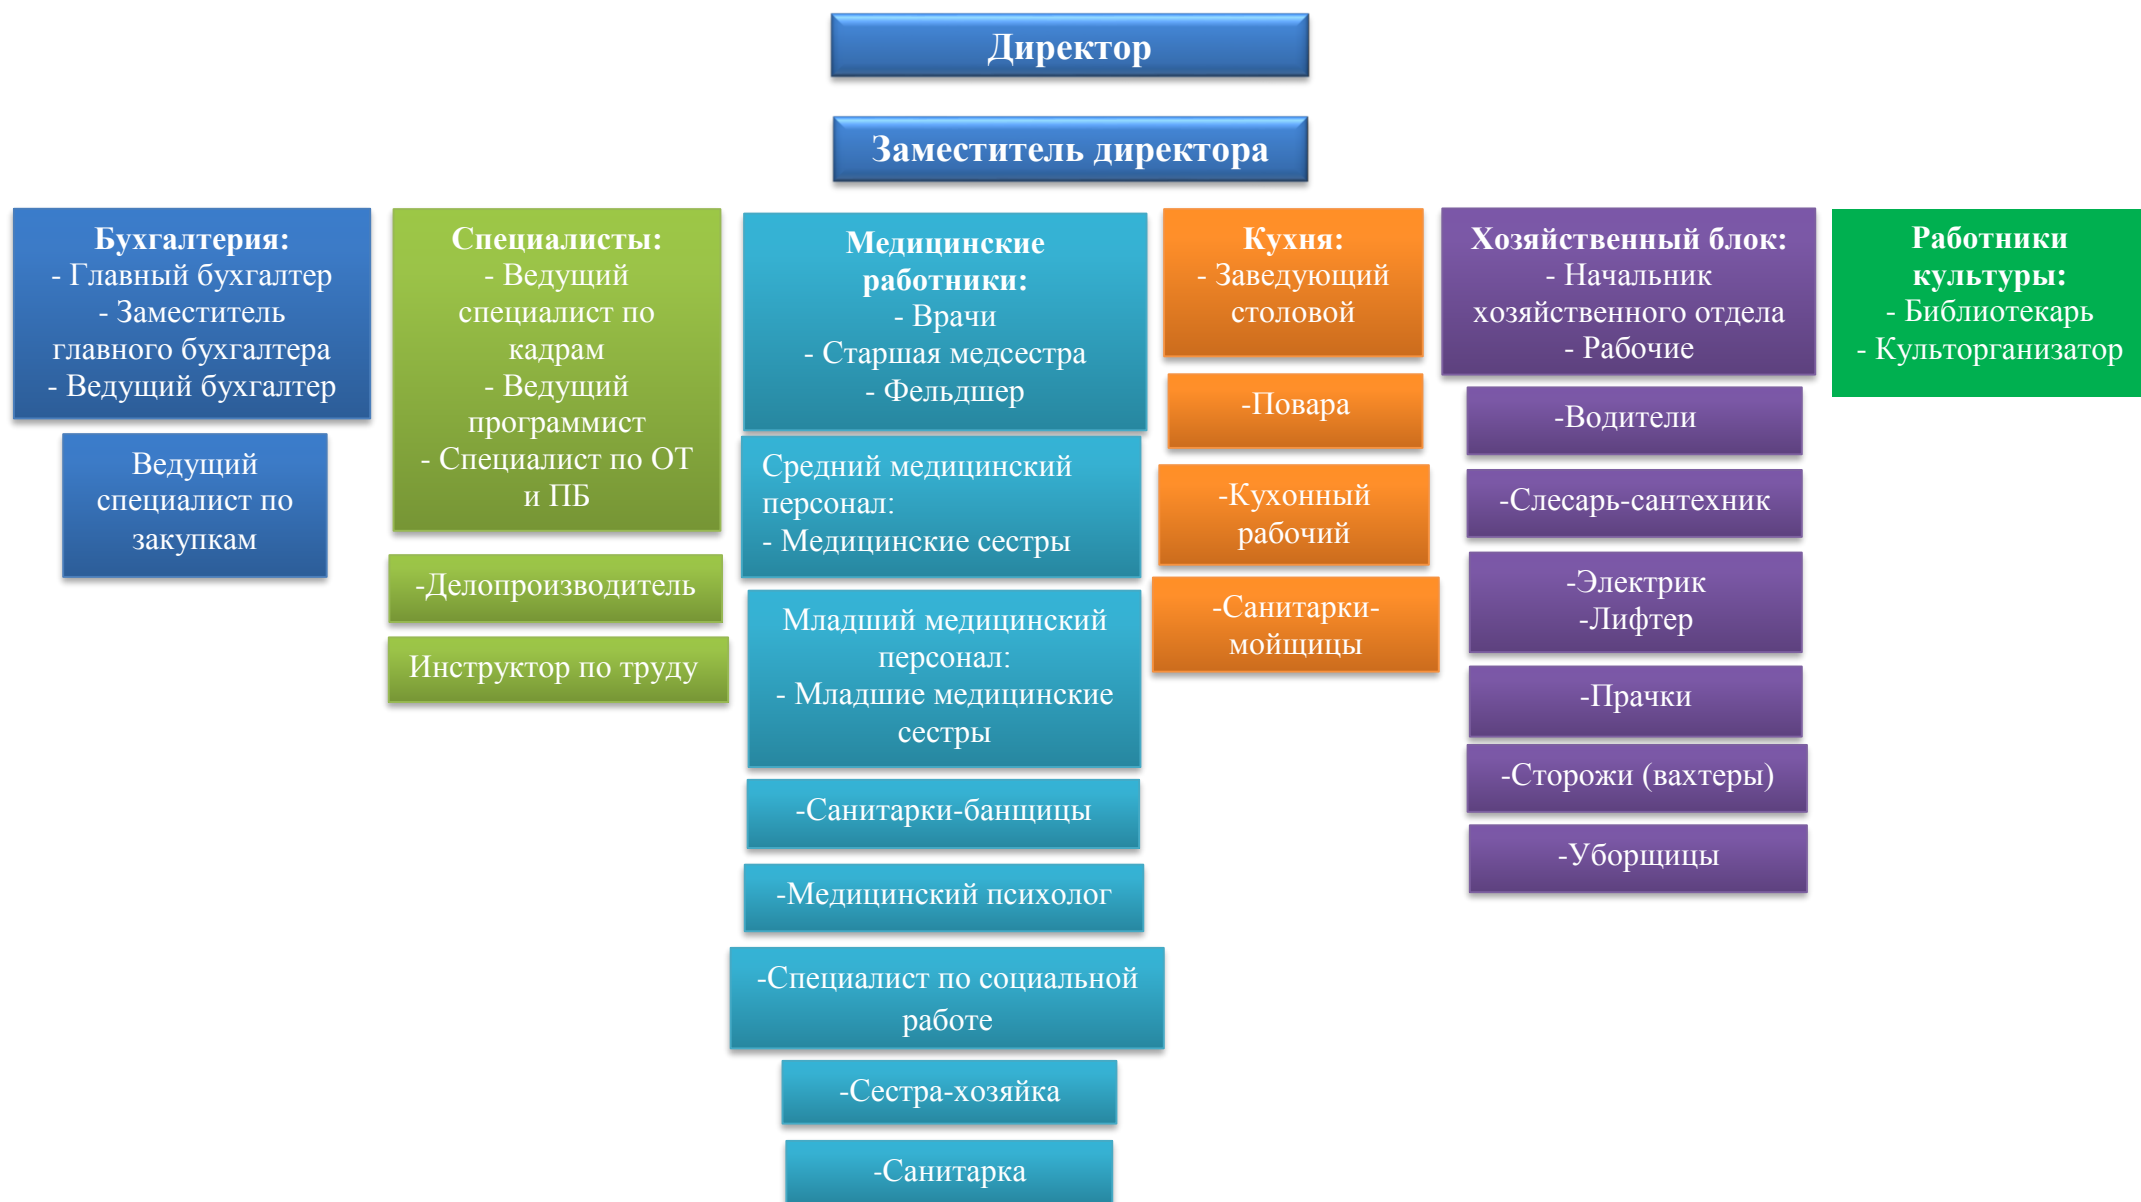 Директор
Заместитель директора
Бухгалтерия:
- Главный бухгалтер
- Заместитель
главного бухгалтера
- Ведущий бухгалтер
Ведущий
специалист по
закупкам
Специалисты:
- Ведущий
специалист по
кадрам
- Ведущий
программист
- Специалист по ОТ
и ПБ
-Делопроизводитель
Инструктор по труду
Медицинские
работники:
- Врачи
- Старшая медсестра
- Фельдшер
Средний медицинский
персонал:
- Медицинские сестры
Младший медицинский
персонал:
- Младшие медицинские
сестры
-Санитарки-банщицы
-Медицинский психолог
-Специалист по социальной
работе
-Сестра-хозяйка
-Санитарка
Кухня:
- Заведующий
столовой
-Повара
-Кухонный
рабочий
-Санитарки-
мойщицы
Хозяйственный блок:
- Начальник
хозяйственного отдела
- Рабочие
-Водители
-Слесарь-сантехник
-Электрик
-Лифтер
-Прачки
-Сторожи (вахтеры)
-Уборщицы
Работники
культуры:
- Библиотекарь
- Культорганизатор